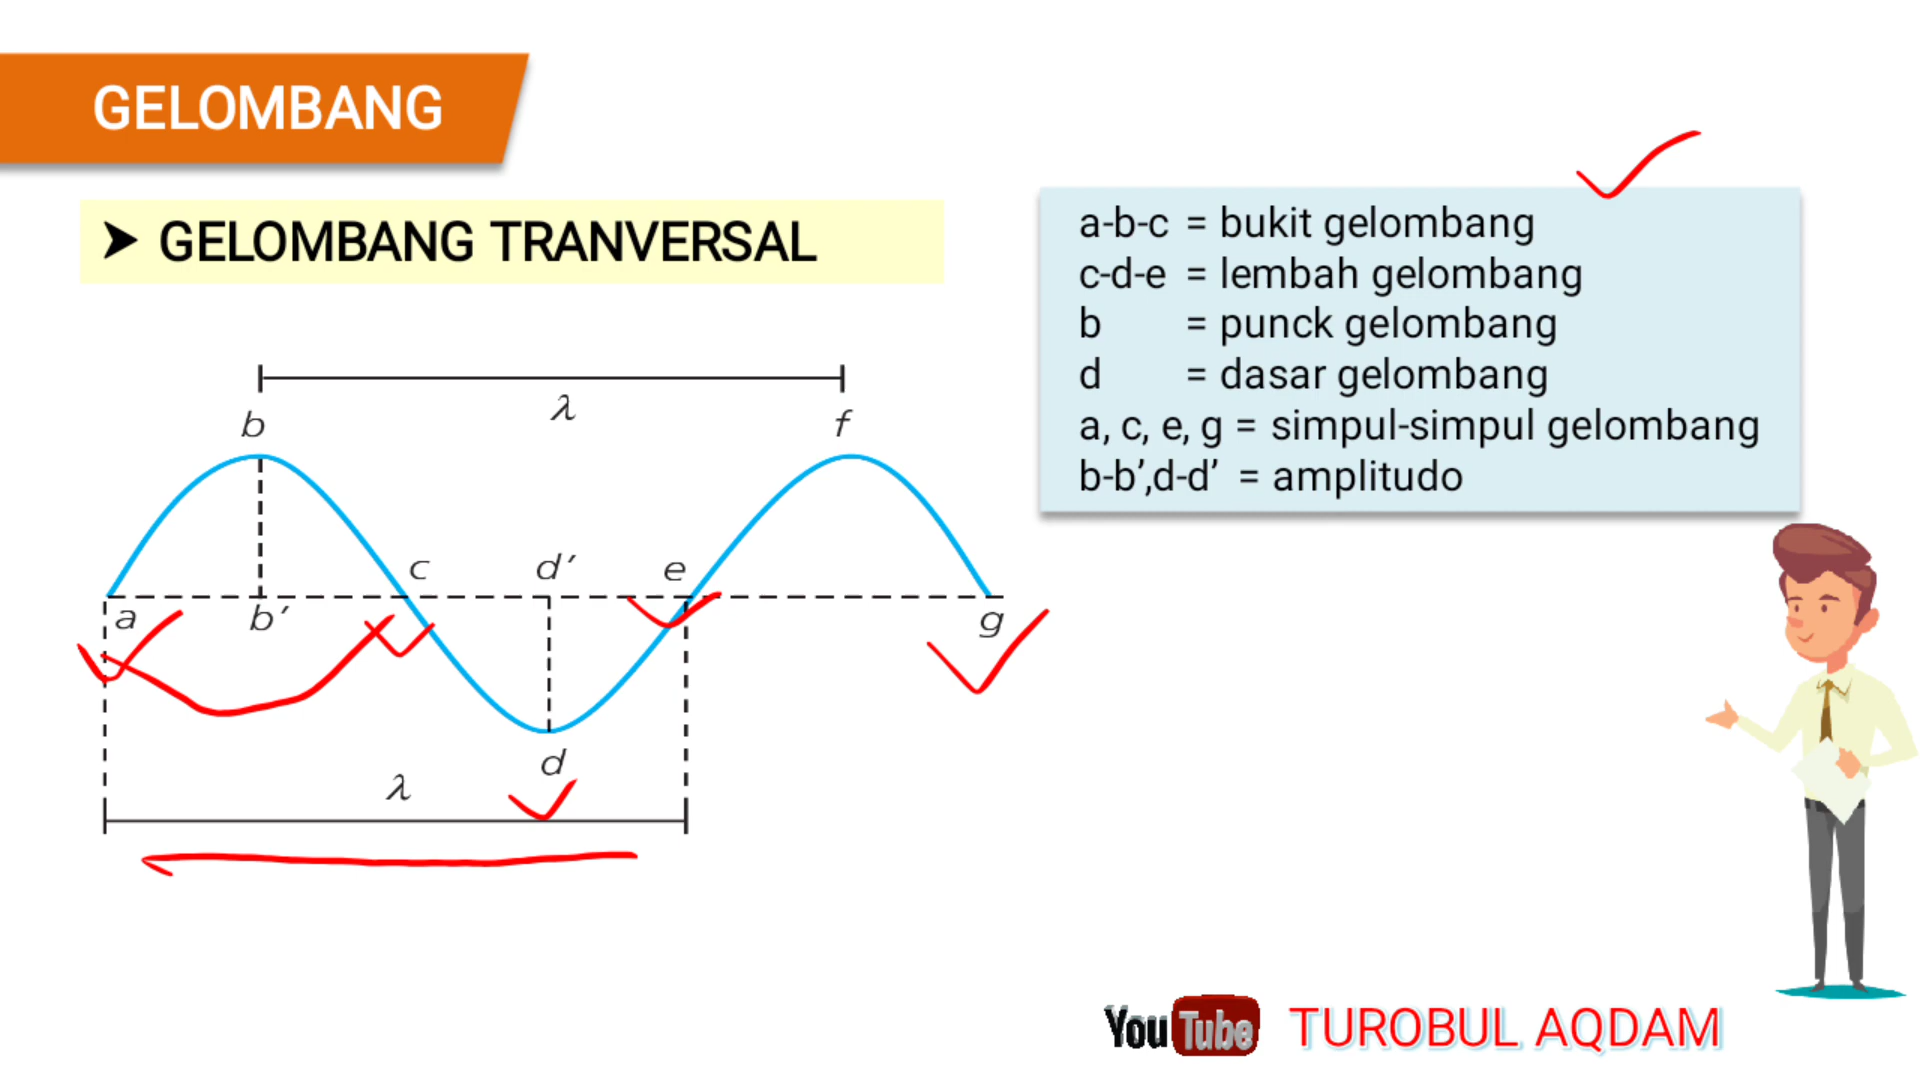 GELOMBANG
➤ GELOMBANG TRANVERSAL
a-b-c = bukit gelombang
c-d-e = lembah gelombang
b = punck gelombang
d = dasar gelombang
a, c, e, g = simpul-simpul gelombang
b-b’,d-d’ = amplitudo
λ
b f
c d′ e
a b′ g
d
λ
YouTube TUROBUL AQDAM